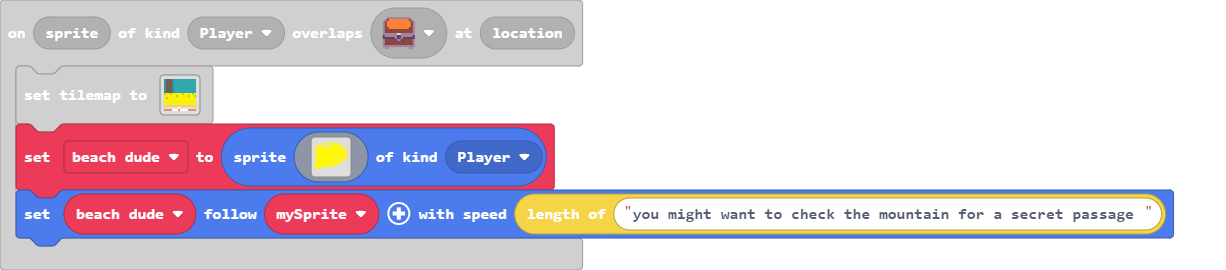 on sprite of kind Player overlaps at location
set tilemap to
set beach dude to sprite of kind Player
set beach dude follow mySprite with speed length of "you might want to check the mountain for a secret passage "